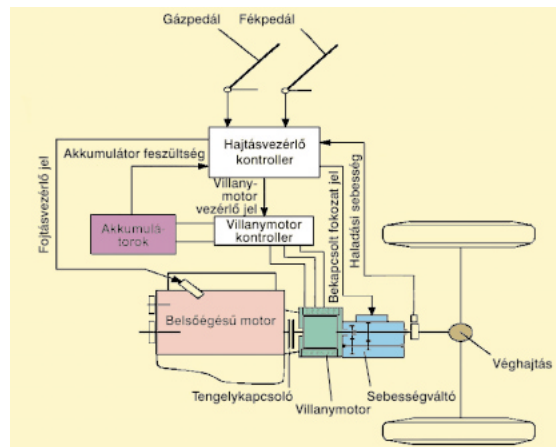 Gázpedál
Fékpedál
Hajtásvezérlő
kontroller
Akkumulátor feszültség
Fojtásvezérlő jel
Villany-
motor
vezérlő jel
Bekapcsolt fokozat jel
Haladási sebesség
Akkumulá-
torok
Villanymotor
kontroller
Belsőégésű motor
Véghajtás
Tengelykapcsoló
Sebességváltó
Villanymotor